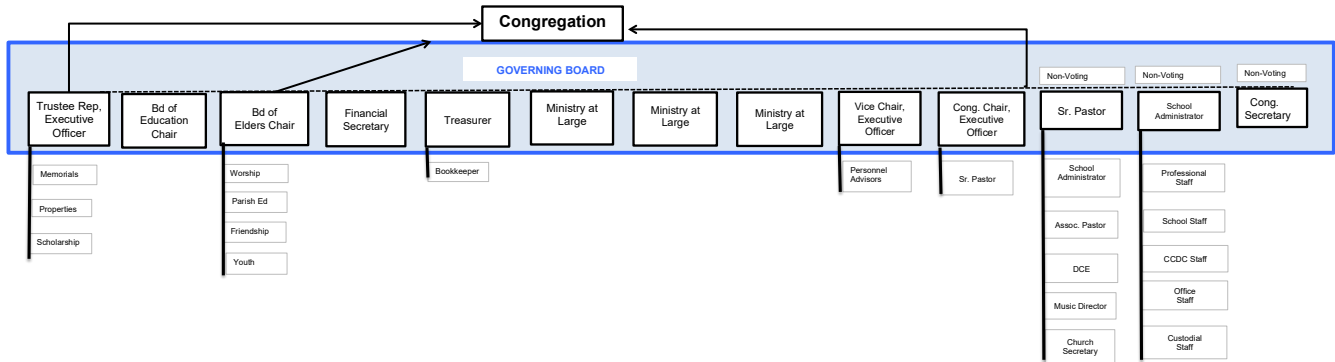 Congregation
GOVERNING BOARD
Non-Voting
Non-Voting
Non-Voting
Trustee Rep,
Executive
Officer
Bd of
Education
Chair
Bd of
Elders Chair
Financial
Secretary
Treasurer
Ministry at
Large
Ministry at
Large
Ministry at
Large
Vice Chair,
Executive
Officer
Cong. Chair,
Executive
Officer
Sr. Pastor
School
Administrator
Cong.
Secretary
Memorials
Properties
Scholarship
Worship
Parish Ed
Friendship
Youth
Bookkeeper
Personnel
Advisors
Sr. Pastor
School
Administrator
Assoc. Pastor
DCE
Music Director
Church
Secretary
Professional
Staff
School Staff
CCDC Staff
Office
Staff
Custodial
Staff